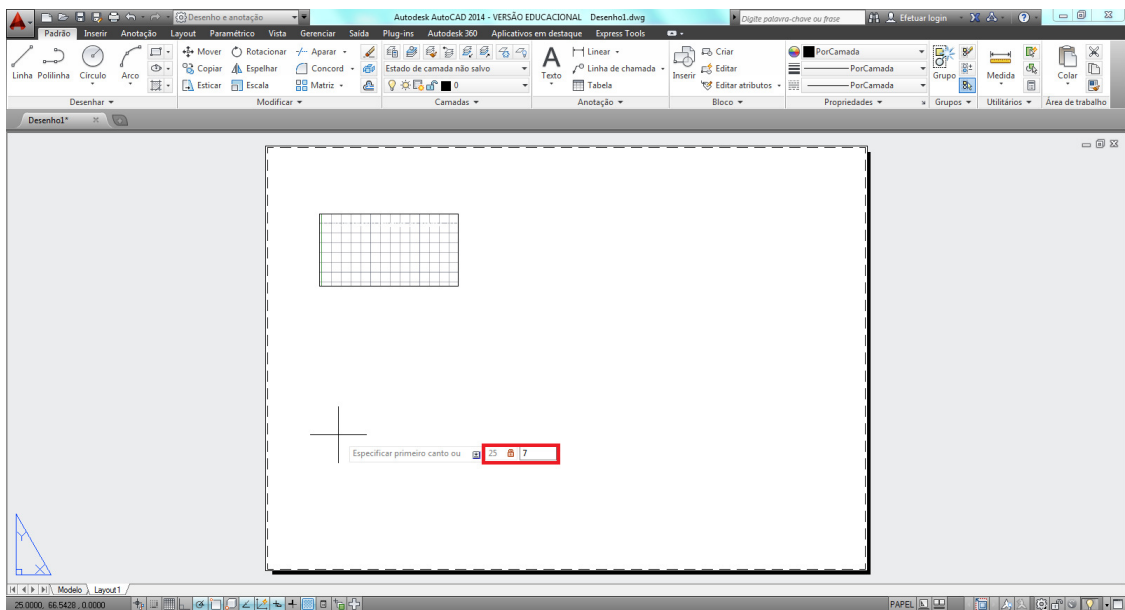 Desenho e anotação
Autodesk AutoCAD 2014 - VERSÃO EDUCACIONAL Desenho1.dwg
Digite palavra-chave ou frase
Efetuar login
Padrão Inserir Anotação Layout Paramétrico Vista Gerenciar Saída Plug-ins Autodesk 360 Aplicativos em destaque Express Tools
Mover Rotacionar Aparar
Linear
Criar
PorCamada
Copiar Espelhar Concord
Estado de camada não salvo
Linha de chamada
Editar
PorCamada
Linha Polilinha Círculo Arco
Texto
Inserir
Grupo
Medida
Colar
Esticar Escala Matriz
0
Tabela
Editar atributos
PorCamada
Desenhar
Modificar
Camadas
Anotação
Bloco
Propriedades
Grupos
Utilitários
Área de trabalho
Desenho1*
Especificar primeiro canto ou 25 7
Y
X
Modelo Layout1
25.0000, 66.5428, 0.0000
PAPEL